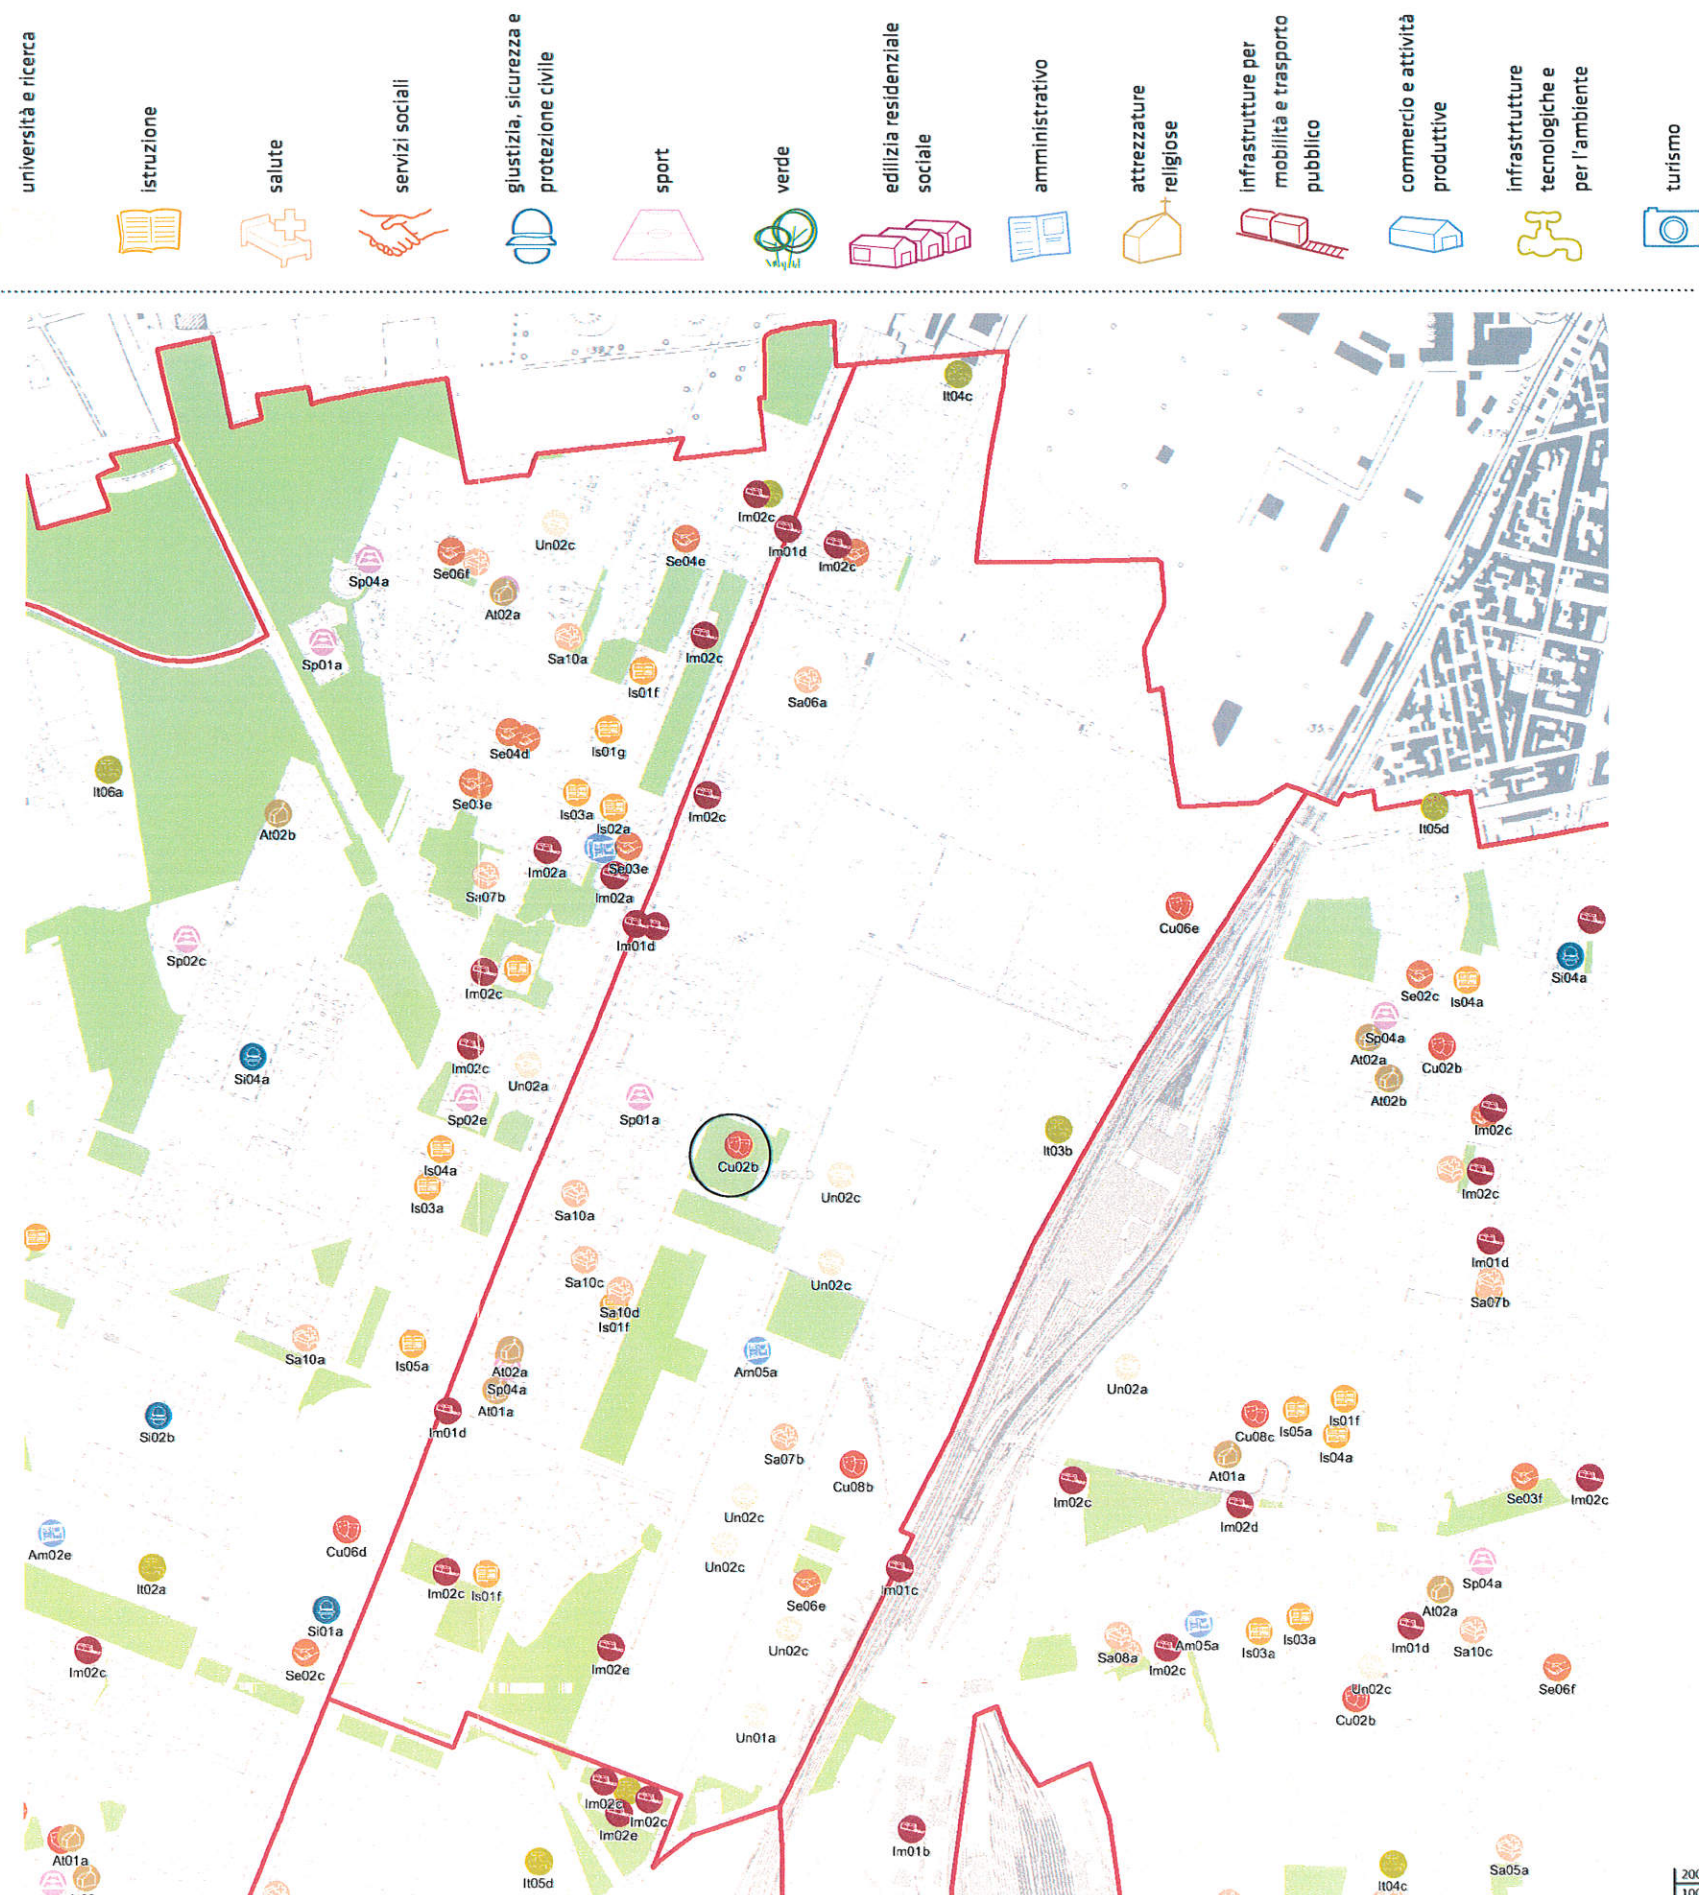 università e ricerca
istruzione
salute
servizi sociali
giustizia, sicurezza e
protezione civile
sport
verde
edilizia residenziale
sociale
amministrativo
attrezzature
religiose
infrastrutture per
mobilità e trasporto
pubblico
commercio e attività
produttive
infrastrtutture
tecnologiche e
per l'ambiente
turismo
It04c
MONZA
Im02c
Un02c
Im01d
Se04e
Im02c
Se06f
Sp04a
At02a
Sa10a
Im02c
Sp01a
Is01f
Sa06a
Se04d
Is01g
It06a
Se03e
Is03a
Im02c
Is02a
At02b
It05d
Im02a
Se03e
Sa07b
Im02a
Cu06e
Im01d
Sp02c
Im02c
Si04a
Se02c
Is04a
Sp04a
At02a
Cu02b
Im02c
Si04a
Un02a
At02b
Sp02e
Sp01a
Im02c
Is04a
Cu02b
It03b
Un02c
Im02c
Is03a
Sa10a
Im01d
Sa10c
Un02c
Sa07b
Sa10d
Is01f
Sa10a
Is05a
At02a
Am05a
Sp04a
Un02a
At01a
Is01f
Im01d
Cu08c
Is05a
Si02b
Is04a
Sa07b
At01a
Cu08b
Im02c
Se03f
Im02c
Un02c
Im02d
Cu06d
Am02e
Un02c
Sp04a
It02a
Im02c
Is01f
Im01c
Se06e
At02a
Si01a
Is03a
Am05a
Im01d
Un02c
Is03a
Sa10c
Sa08a
Im02c
Im02e
Im02c
Se02c
Un02c
Se06f
Cu02b
Un01a
Im02c
Im02c
Im02e
Im01b
At01a
Sa05a
It05d
It04c